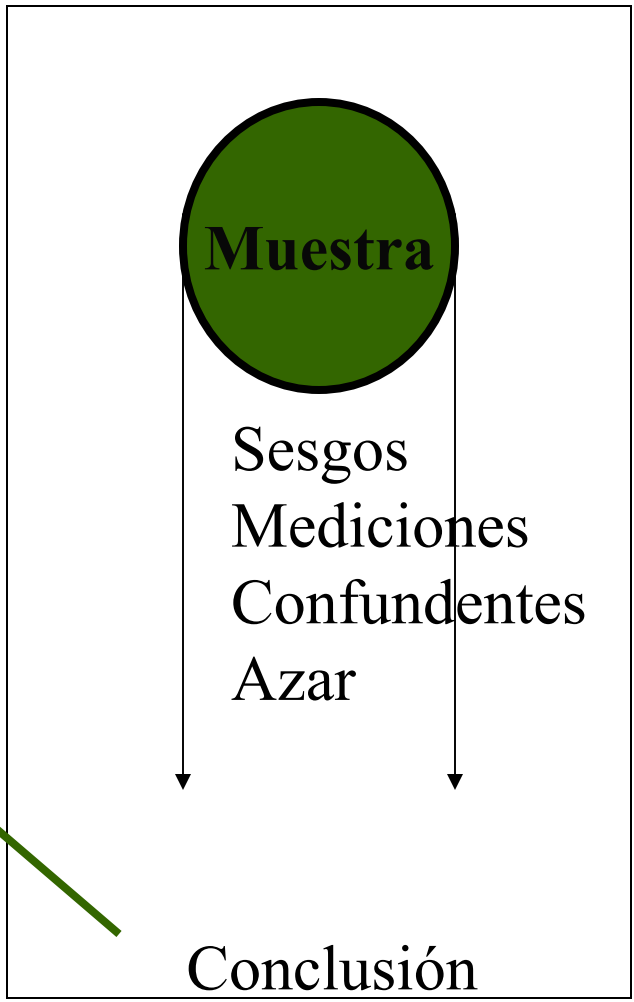 Muestra
Sesgos
Mediciones
Confundentes
Azar
Conclusión